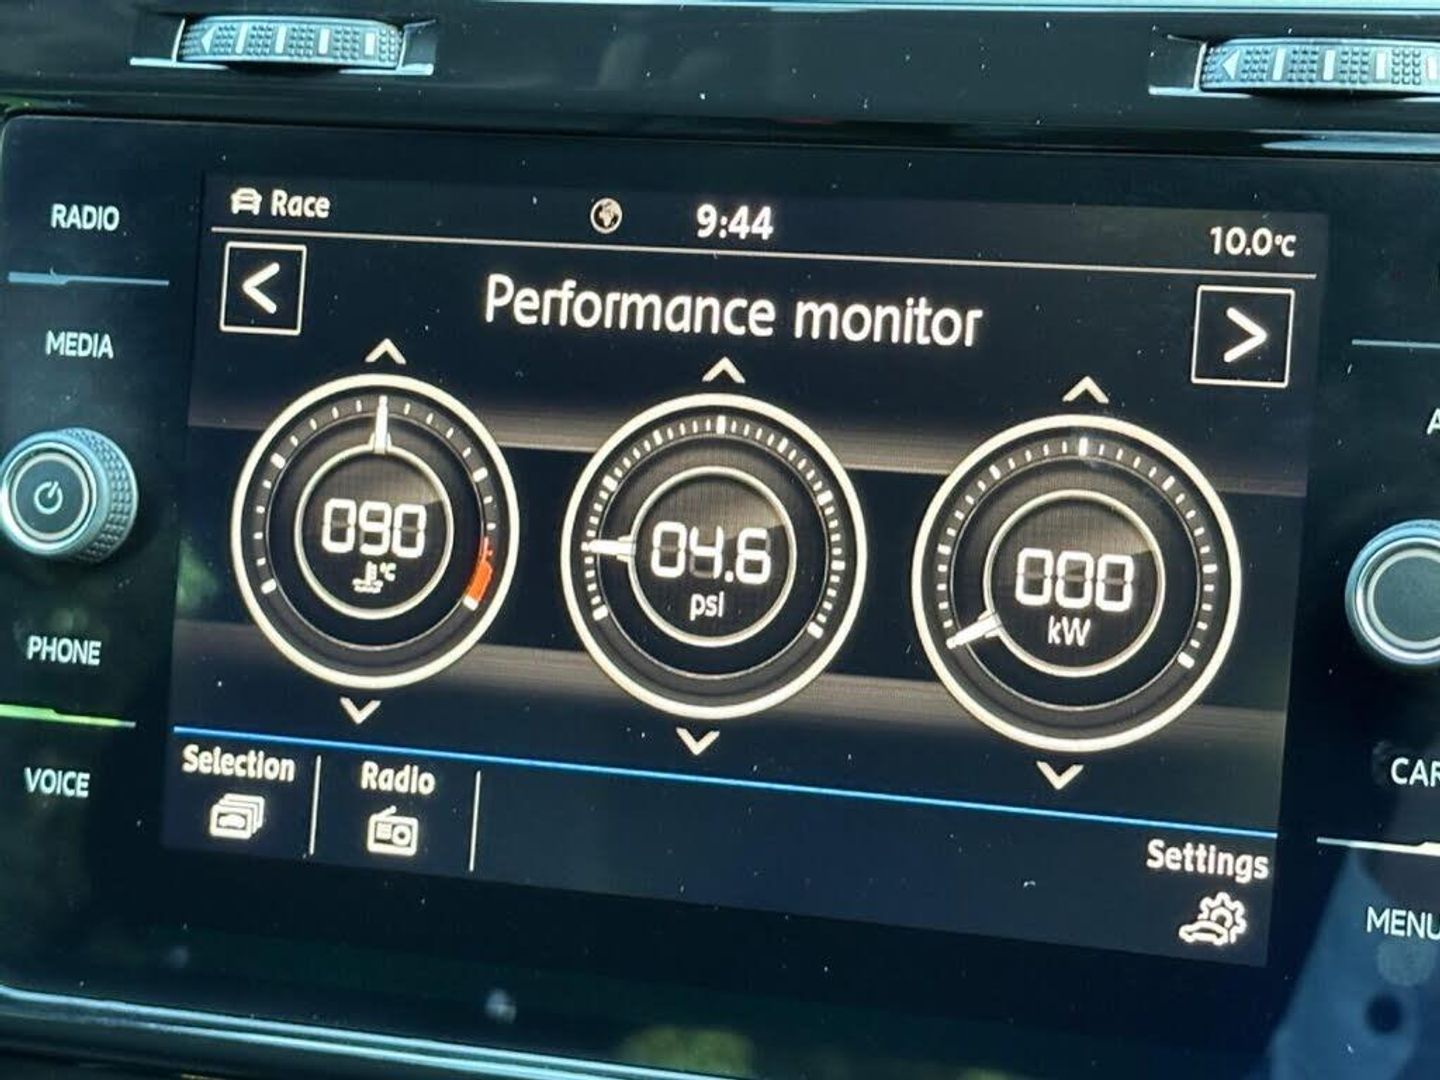 RADIO
MEDIA
PHONE
VOICE
Race
9:44
10.0°C
Performance monitor
090
°C
04.6
psi
000
kW
Selection
Radio
Settings
CAR
MENU